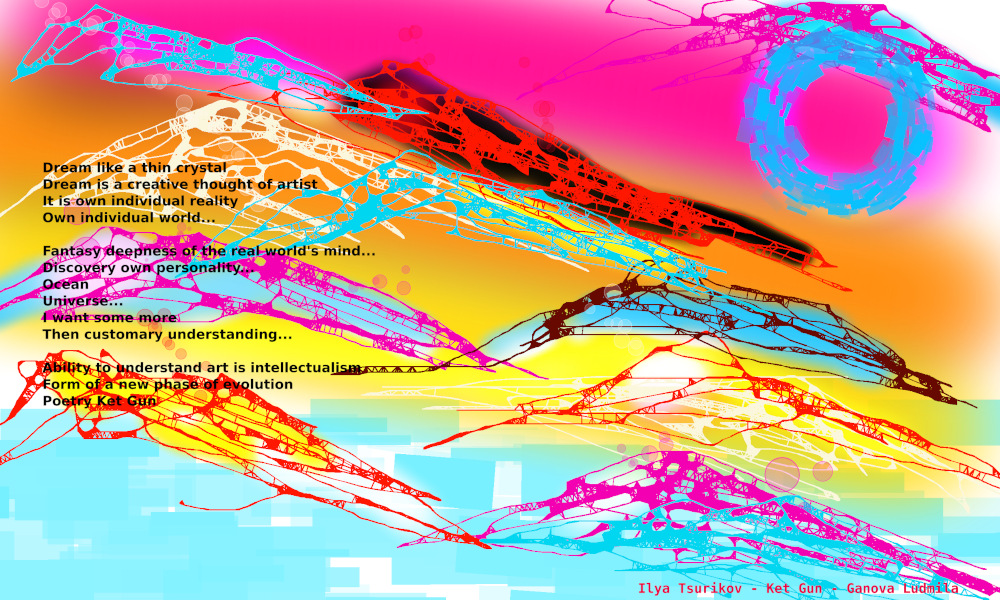 Dream like a thin crystal
Dream is a creative thought of artist
It is own individual reality
Own individual world...
Fantasy deepness of the real world's mind...
Discovery own personality...
Ocean
Universe...
I want some more
Then customary understanding...
Ability to understand art is intellectualism
Form of a new phase of evolution
Poetry Ket Gun
Ilya Tsurikov - Ket Gun - Ganova Ludmila